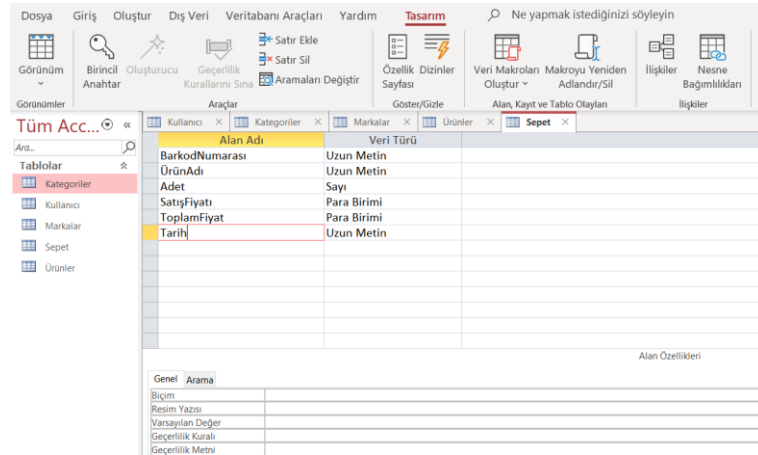 Dosya Giriş Oluştur Dış Veri Veritabanı Araçları Yardım Tasarım Ne yapmak istediğinizi söyleyin
Görünüm
Birincil Anahtar
Oluşturucu
Geçerlilik Kurallarını Sına
Satır Ekle
Satır Sil
Aramaları Değiştir
Özellik Sayfası
Dizinler
Veri Makroları Oluştur
Makroyu Yeniden Adlandır/Sil
İlişkiler
Nesne Bağımlılıkları
Görünümler Araçlar Göster/Gizle Alan, Kayıt ve Tablo Olayları İlişkiler
Tüm Acc...
Ara...
Tablolar
Kategoriler
Kullanıcı
Markalar
Sepet
Ürünler
Kullanıcı Kategoriler Markalar Ürünler Sepet
Alan Adı Veri Türü
BarkodNumarası Uzun Metin
ÜrünAdı Uzun Metin
Adet Sayı
SatışFiyatı Para Birimi
ToplamFiyat Para Birimi
Tarih Uzun Metin
Alan Özellikleri
Genel Arama
Biçim
Resim Yazısı
Varsayılan Değer
Geçerlilik Kuralı
Geçerlilik Metni